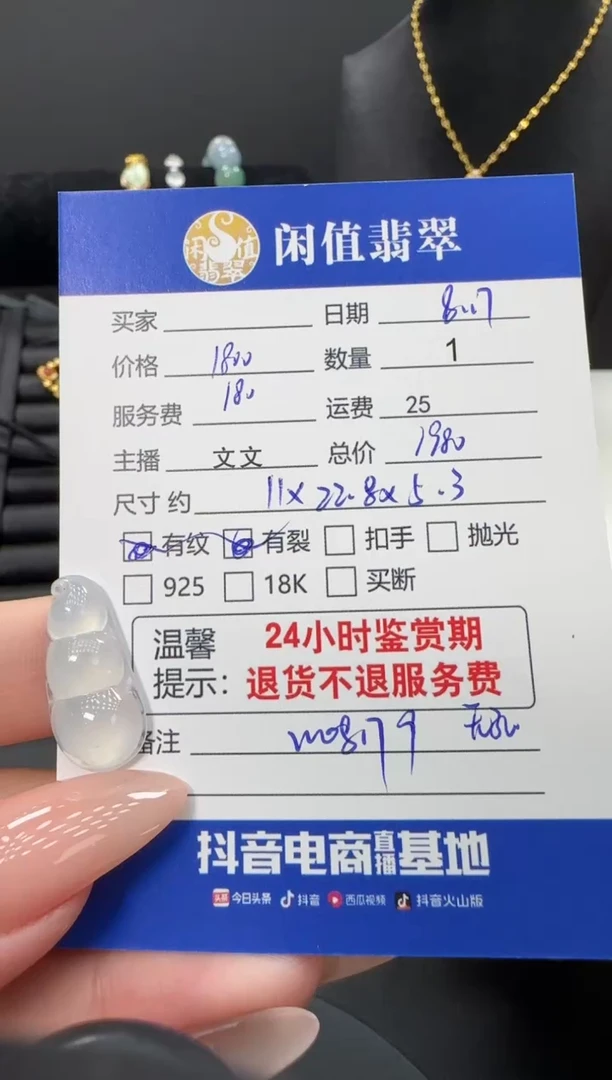 闲值翡翠 闲值翡翠
买家 日期 8.17
价格 1800 数量 1
服务费 180 运费 25
主播 文文 总价 1980
尺寸 约 11x22.8x5.3
有纹 有裂 扣手 抛光
925 18K 买断
温馨提示: 24小时鉴赏期
退货不退服务费
备注 无孔
抖音电商直播基地
头条 今日头条 抖音 西瓜视频 抖音火山版